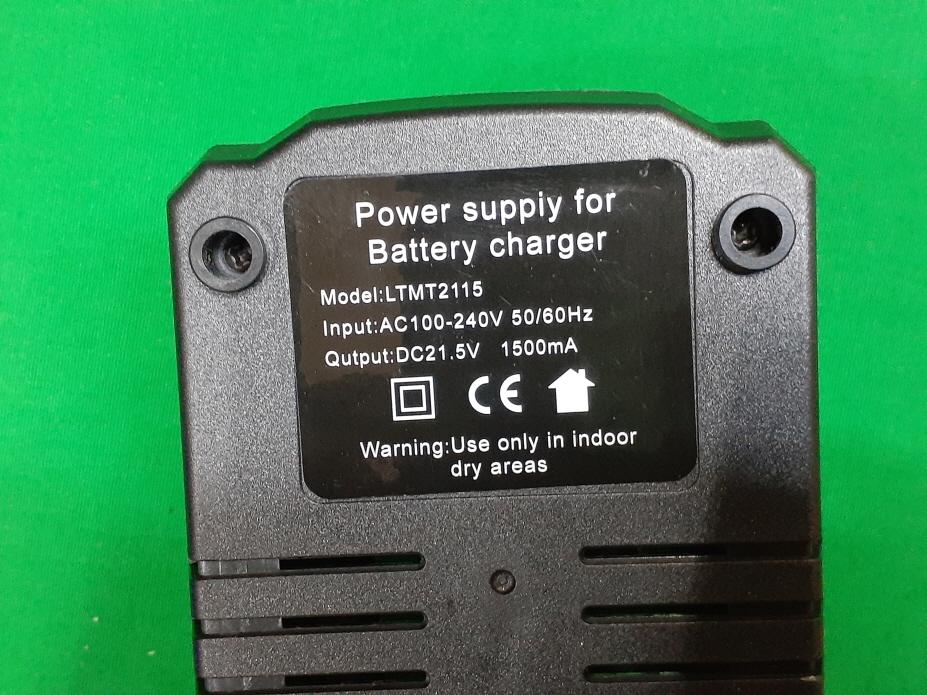 Power suppiy for
Battery charger
Model:LTMT2115
Input:AC100-240V 50/60Hz
Qutput:DC21.5V 1500mA
CE
Warning:Use only in indoor
dry areas